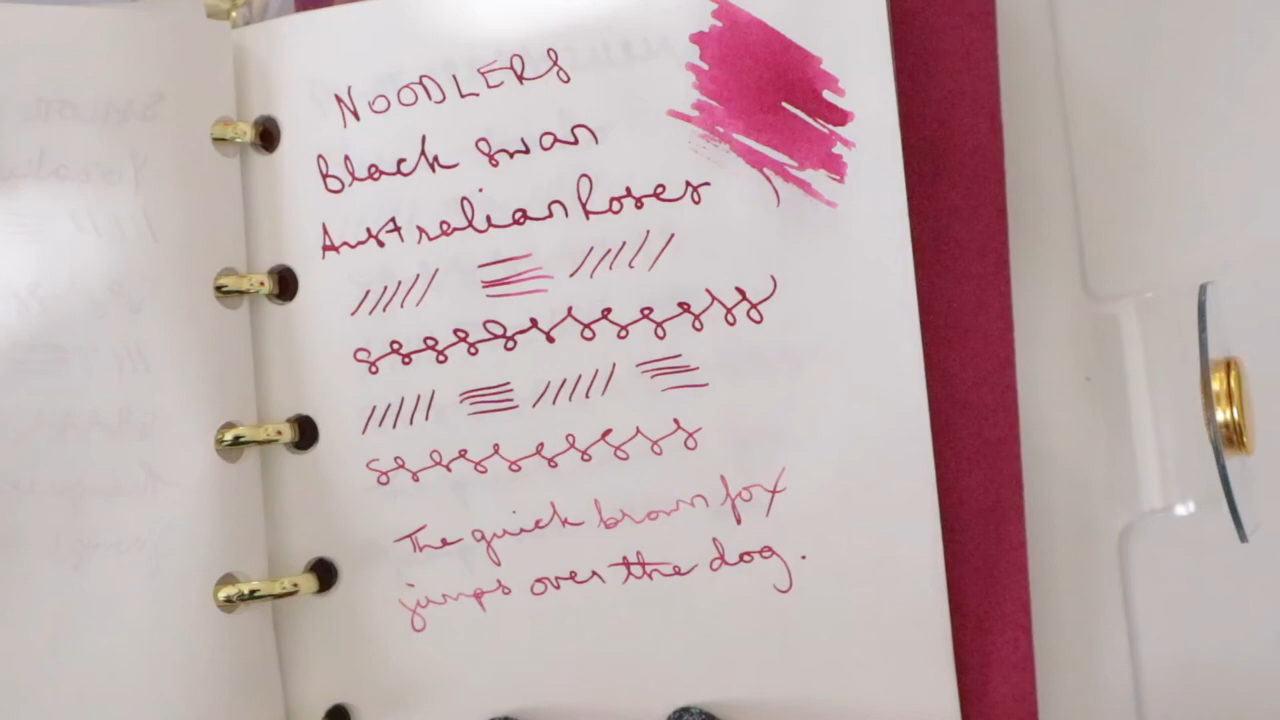 NOODLERS
Black Swan
Australian Roses
The quick brown fox
jumps over the dog.